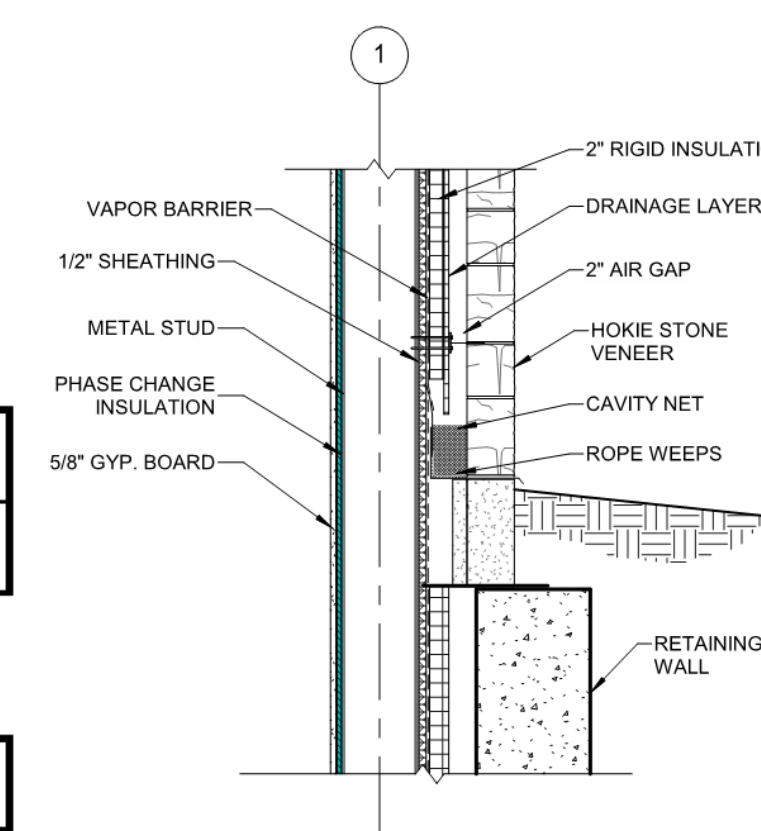 1
2" RIGID INSULATI
VAPOR BARRIER
DRAINAGE LAYER
1/2" SHEATHING
2" AIR GAP
METAL STUD
HOKIE STONE
VENEER
PHASE CHANGE
INSULATION
CAVITY NET
5/8" GYP. BOARD
ROPE WEEPS
RETAINING
WALL